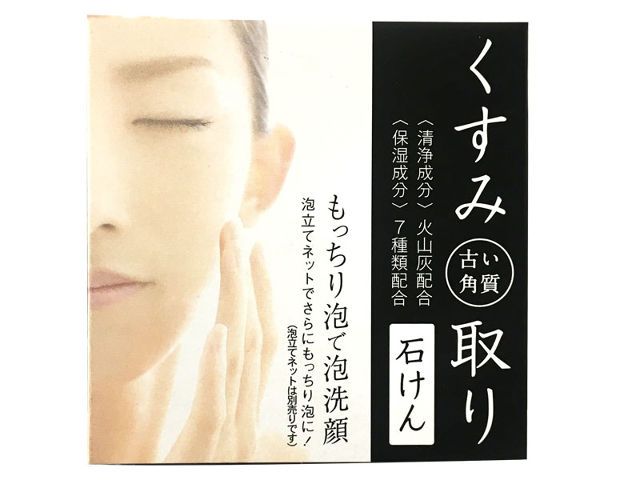 くすみ取り
古い
角質
石けん
〈清浄成分〉火山灰配合
〈保湿成分〉７種類配合
もっちり泡で泡洗顔
泡立てネットでさらにもっちり泡に！
（泡立てネットは別売りです）